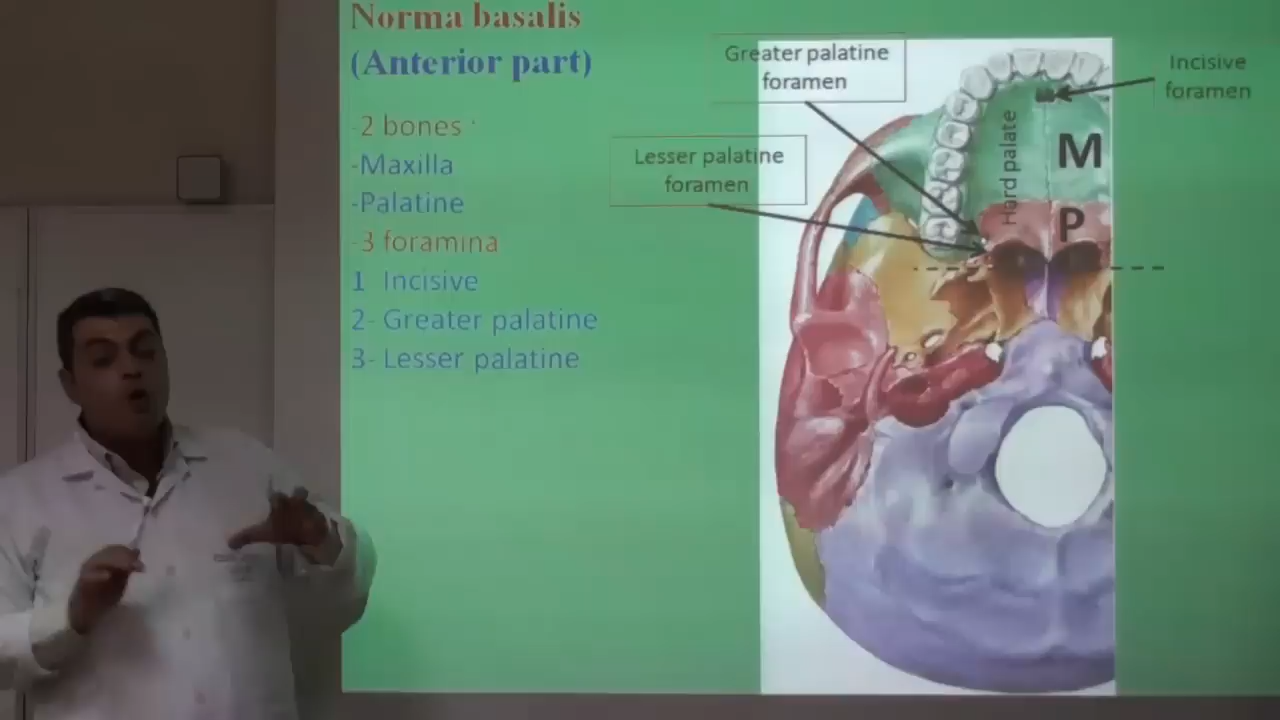 Norma basalis
(Anterior part)
-2 bones :
-Maxilla
-Palatine
-3 foramina
1 Incisive
2- Greater palatine
3- Lesser palatine
Greater palatine
foramen
Lesser palatine
foramen
Incisive
foramen
Hard palate
M
P